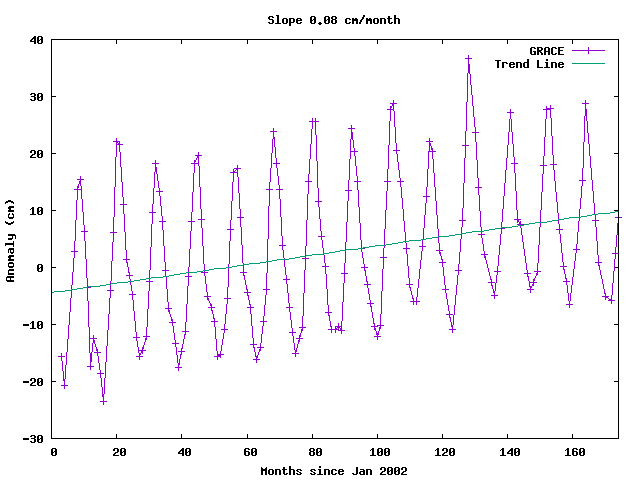 Slope 0.08 cm/month
GRACE
Trend Line
40
30
20
10
0
-10
-20
-30
Anomaly (cm)
0 20 40 60 80 100 120 140 160
Months since Jan 2002